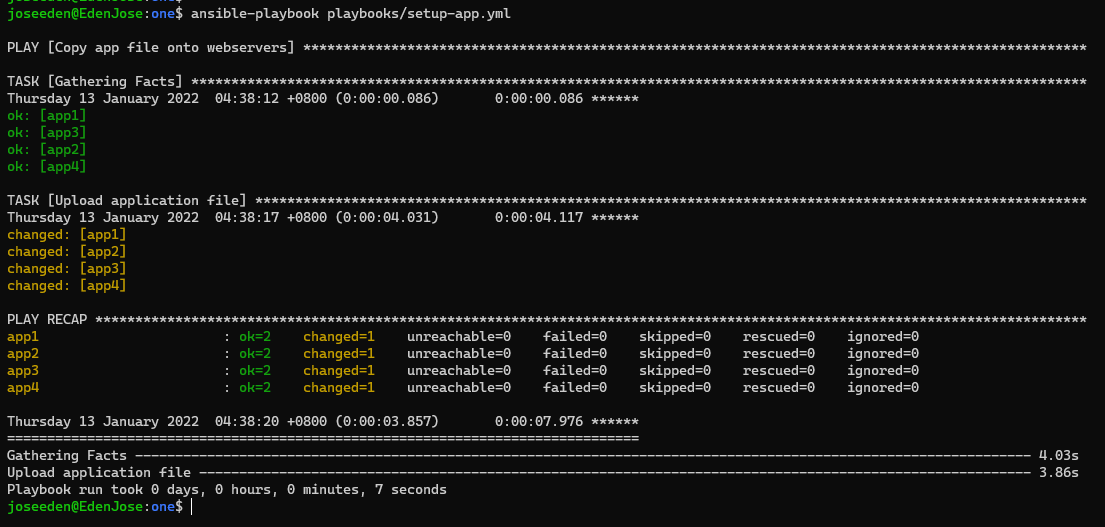 joseeden@EdenJose:one$ ansible-playbook playbooks/setup-app.yml
PLAY [Copy app file onto webservers] **************************************************************************************************
TASK [Gathering Facts] ****************************************************************************************************************
Thursday 13 January 2022  04:38:12 +0800 (0:00:00.086)       0:00:00.086 ******
ok: [app1]
ok: [app3]
ok: [app2]
ok: [app4]
TASK [Upload application file] ********************************************************************************************************
Thursday 13 January 2022  04:38:17 +0800 (0:00:04.031)       0:00:04.117 ******
changed: [app1]
changed: [app2]
changed: [app3]
changed: [app4]
PLAY RECAP ****************************************************************************************************************************
app1                       : ok=2    changed=1    unreachable=0    failed=0    skipped=0    rescued=0    ignored=0
app2                       : ok=2    changed=1    unreachable=0    failed=0    skipped=0    rescued=0    ignored=0
app3                       : ok=2    changed=1    unreachable=0    failed=0    skipped=0    rescued=0    ignored=0
app4                       : ok=2    changed=1    unreachable=0    failed=0    skipped=0    rescued=0    ignored=0
Thursday 13 January 2022  04:38:20 +0800 (0:00:03.857)       0:00:07.976 ******
===============================================================================
Gathering Facts ---------------------------------------------------------------------------------------------------------------- 4.03s
Upload application file -------------------------------------------------------------------------------------------------------- 3.86s
Playbook run took 0 days, 0 hours, 0 minutes, 7 seconds
joseeden@EdenJose:one$